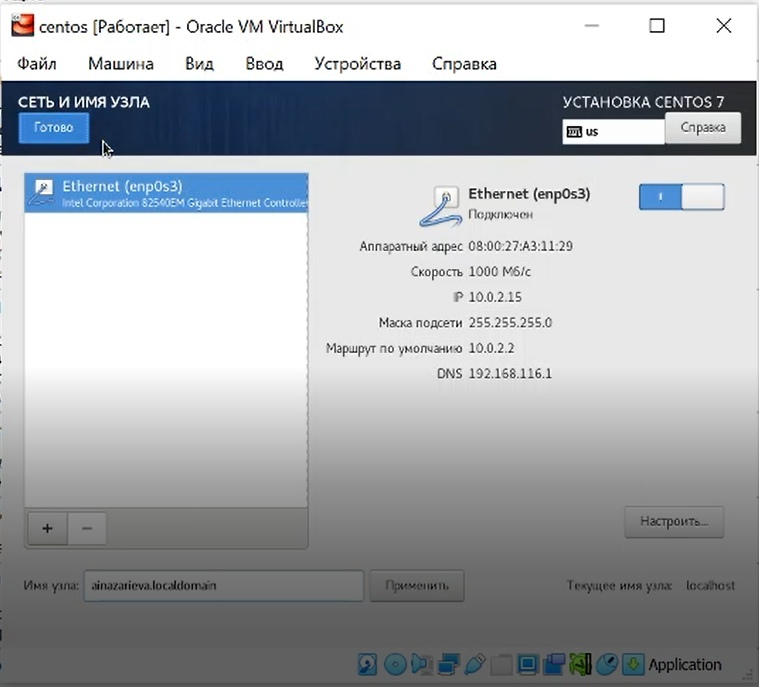 centos [Работает] - Oracle VM VirtualBox
Файл Машина Вид Ввод Устройства Справка
СЕТЬ И ИМЯ УЗЛА
УСТАНОВКА CENTOS 7
Готово
us
Справка
Ethernet (enp0s3)
Intel Corporation 82540EM Gigabit Ethernet Controller
Ethernet (enp0s3)
Подключен
Аппаратный адрес 08:00:27:A3:11:29
Скорость 1000 Мб/с
IP 10.0.2.15
Маска подсети 255.255.255.0
Маршрут по умолчанию 10.0.2.2
DNS 192.168.116.1
+ −
Настроить...
Имя узла: ainazarieva.localdomain Применить Текущее имя узла: localhost
Application